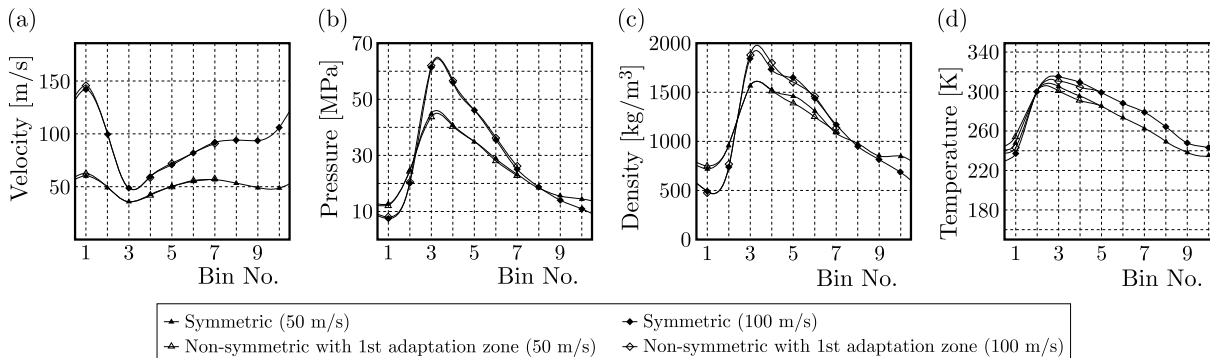 (a)
(b)
(c)
(d)
Velocity [m/s]
150
100
50
1 3 5 7 9
Bin No.
Pressure [MPa]
70
50
30
10
1 3 5 7 9
Bin No.
Density [kg/m³]
2000
1500
1000
500
0
1 3 5 7 9
Bin No.
Temperature [K]
340
300
260
220
180
1 3 5 7 9
Bin No.
Symmetric (50 m/s)
Symmetric (100 m/s)
Non-symmetric with 1st adaptation zone (50 m/s)
Non-symmetric with 1st adaptation zone (100 m/s)